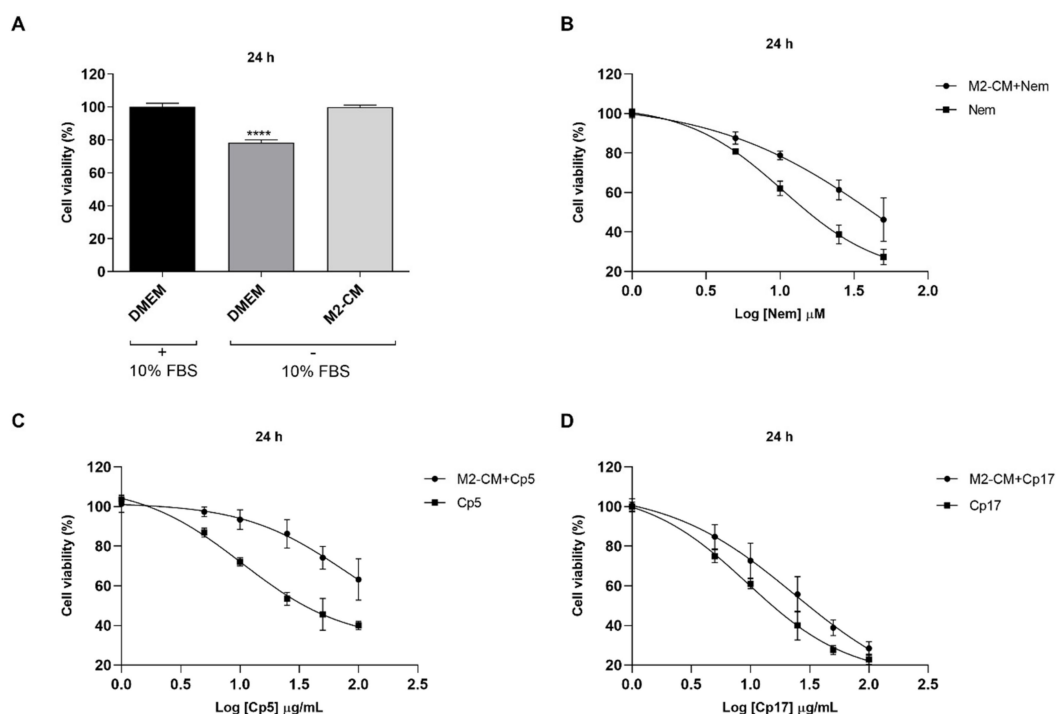 A
24 h
Cell viability (%)
120
100
80
60
40
20
0
****
DMEM
DMEM
M2-CM
+
-
10% FBS
10% FBS
B
24 h
M2-CM+Nem
Nem
Cell viability (%)
120
100
80
60
40
20
0.0
0.5
1.0
1.5
2.0
Log [Nem] μM
C
24 h
M2-CM+Cp5
Cp5
Cell viability (%)
120
100
80
60
40
20
0.0
0.5
1.0
1.5
2.0
2.5
Log [Cp5] μg/mL
D
24 h
M2-CM+Cp17
Cp17
Cell viability (%)
120
100
80
60
40
20
0.0
0.5
1.0
1.5
2.0
2.5
Log [Cp17] μg/mL